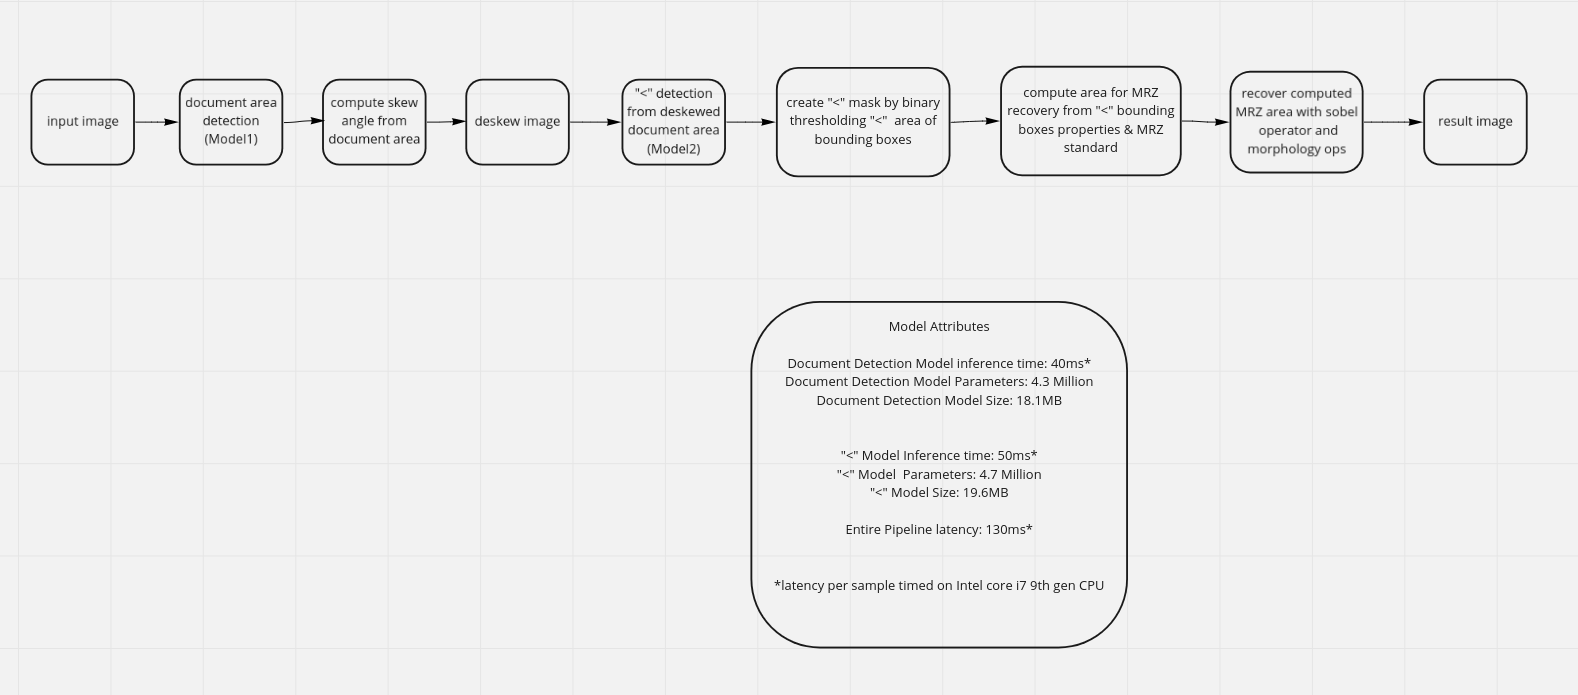 input image
document area
detection
(Model1)
compute skew
angle from
document area
deskew image
"<" detection
from deskewed
document area
(Model2)
create "<" mask by binary
thresholding "<"  area of
bounding boxes
compute area for MRZ
recovery from "<" bounding
boxes properties & MRZ
standard
recover computed
MRZ area with sobel
operator and
morphology ops
result image
Model Attributes
Document Detection Model inference time: 40ms*
Document Detection Model Parameters: 4.3 Million
Document Detection Model Size: 18.1MB
"<" Model Inference time: 50ms*
"<" Model  Parameters: 4.7 Million
"<" Model Size: 19.6MB
Entire Pipeline latency: 130ms*
*latency per sample timed on Intel core i7 9th gen CPU